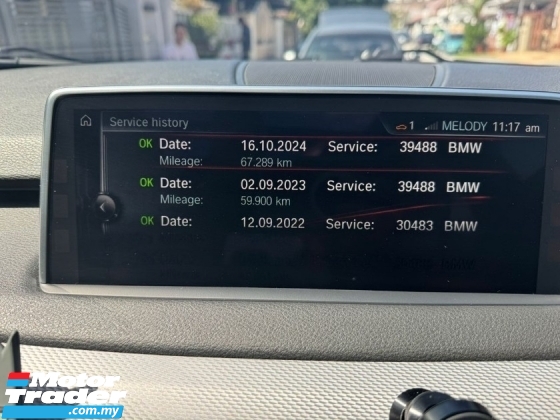 Service history
1 MELODY 11:17 am
OK Date: 16.10.2024 Service: 39488 BMW
Mileage: 67.289 km
OK Date: 02.09.2023 Service: 39488 BMW
Mileage: 59.900 km
OK Date: 12.09.2022 Service: 30483 BMW
Motor
Trader
.com.my